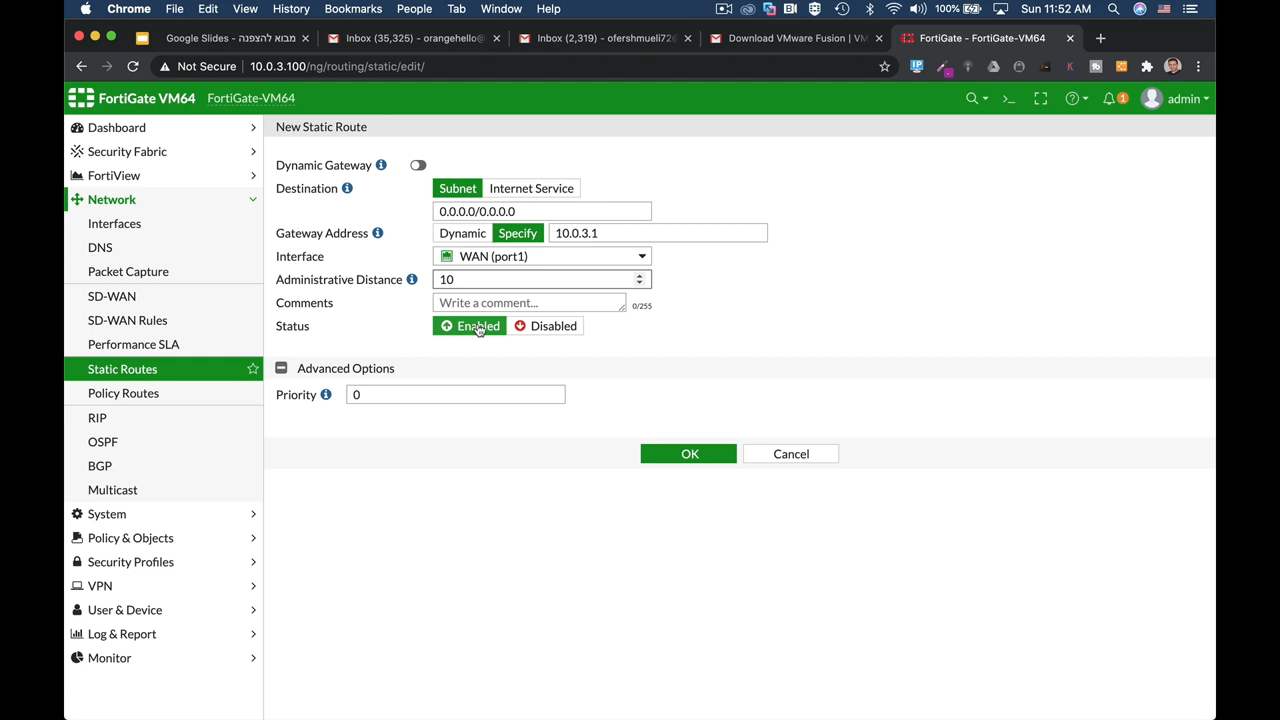 Chrome File Edit View History Bookmarks People Tab Window Help 100% Sun 11:52 AM
Google Slides - מבוא להצפנה Inbox (35,325) - orangehello@ Inbox (2,319) - ofershmueli72 Download VMware Fusion | VM FortiGate - FortiGate-VM64
Not Secure 10.0.3.100/ng/routing/static/edit/
FortiGate VM64 FortiGate-VM64 1 admin
Dashboard
Security Fabric
FortiView
Network
Interfaces
DNS
Packet Capture
SD-WAN
SD-WAN Rules
Performance SLA
Static Routes
Policy Routes
RIP
OSPF
BGP
Multicast
System
Policy & Objects
Security Profiles
VPN
User & Device
Log & Report
Monitor
New Static Route
Dynamic Gateway
Destination Subnet Internet Service
0.0.0.0/0.0.0.0
Gateway Address Dynamic Specify 10.0.3.1
Interface WAN (port1)
Administrative Distance 10
Comments Write a comment... 0/255
Status Enabled Disabled
Advanced Options
Priority 0
OK Cancel